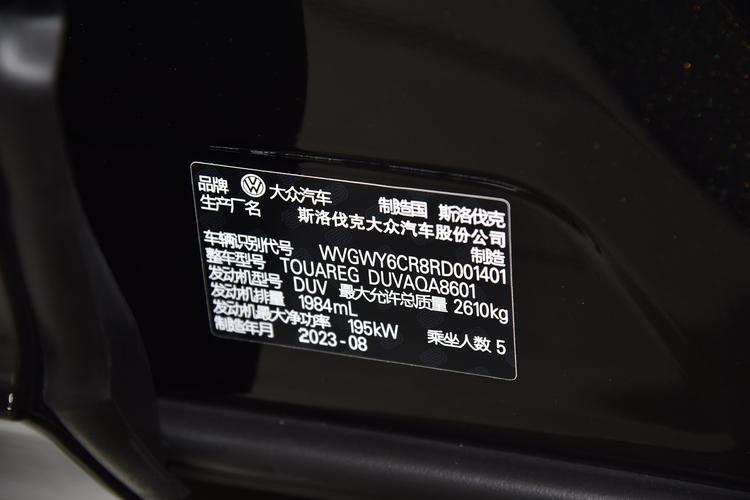 品牌 大众汽车 制造国 斯洛伐克
生产厂名 斯洛伐克大众汽车股份公司
制造
车辆识别代号 WVGWY6CR8RD001401
整车型号 TOUAREG DUVAQA8601
发动机型号 DUV 最大允许总质量 2610kg
发动机排量 1984mL
发动机最大净功率 195kW 乘坐人数 5
制造年月 2023-08